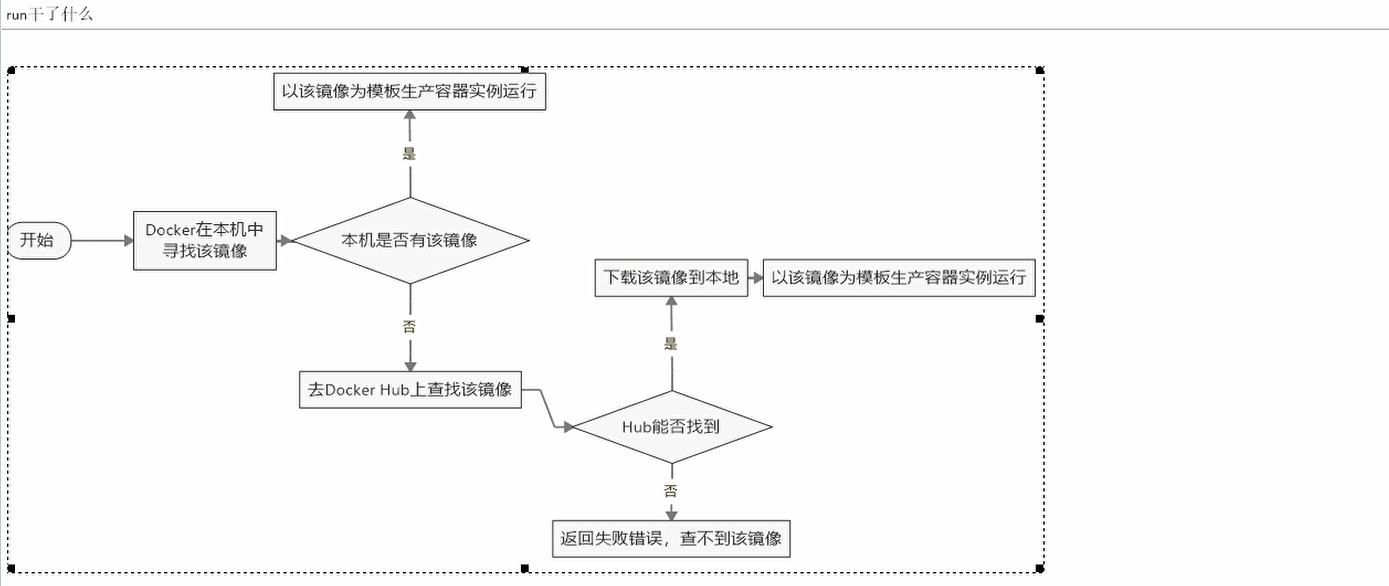 run干了什么
以该镜像为模板生产容器实例运行
是
开始
Docker在本机中
寻找该镜像
本机是否有该镜像
否
去Docker Hub上查找该镜像
下载该镜像到本地
以该镜像为模板生产容器实例运行
是
Hub能否找到
否
返回失败错误，查不到该镜像